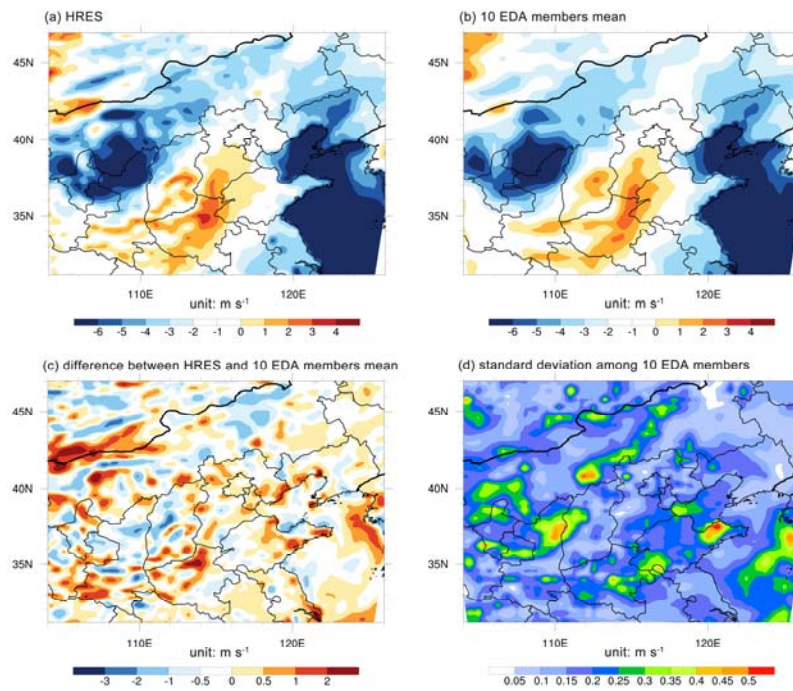 (a) HRES
(b) 10 EDA members mean
45N
40N
35N
110E
120E
unit: m s⁻¹
-6 -5 -4 -3 -2 -1 0 1 2 3 4
45N
40N
35N
110E
120E
unit: m s⁻¹
-6 -5 -4 -3 -2 -1 0 1 2 3 4
(c) difference between HRES and 10 EDA members mean
(d) standard deviation among 10 EDA members
45N
40N
35N
110E
120E
unit: m s⁻¹
-3 -2 -1 -0.5 0 0.5 1 2
45N
40N
35N
110E
120E
unit: m s⁻¹
0.05 0.1 0.15 0.2 0.25 0.3 0.35 0.4 0.45 0.5